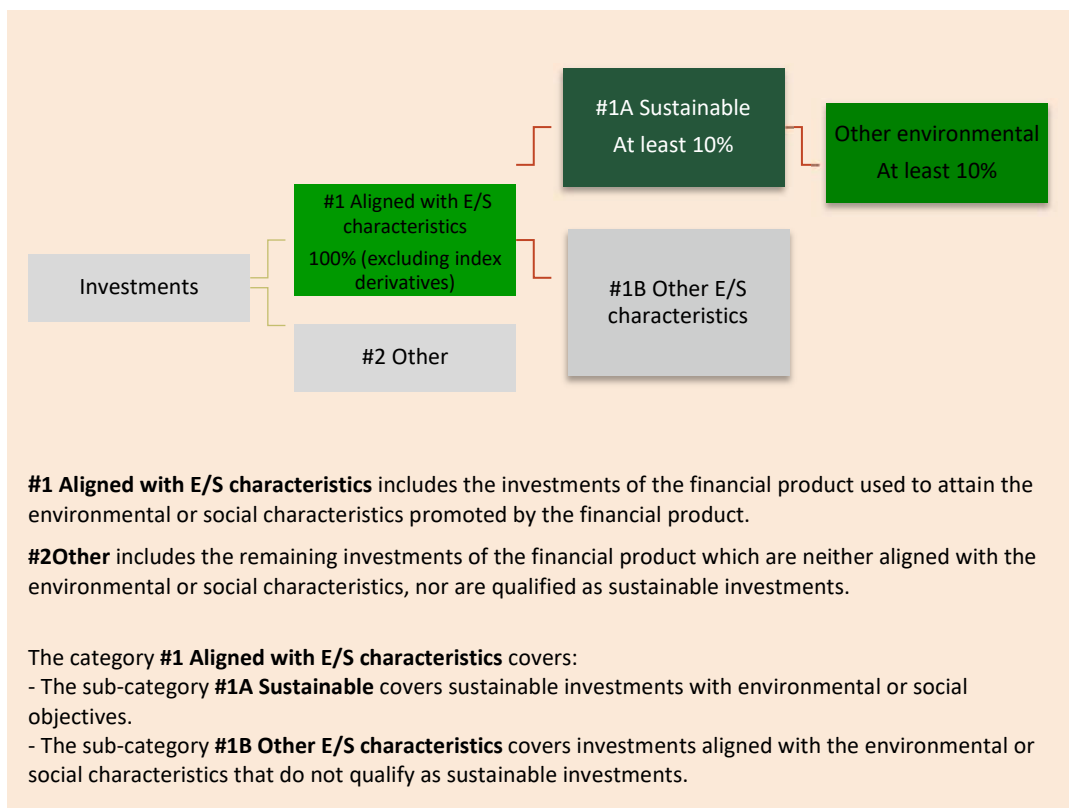 #1A Sustainable
At least 10%
Other environmental
At least 10%
#1 Aligned with E/S
characteristics
100% (excluding index
derivatives)
Investments
#1B Other E/S
characteristics
#2 Other
#1 Aligned with E/S characteristics includes the investments of the financial product used to attain the
environmental or social characteristics promoted by the financial product.
#2Other includes the remaining investments of the financial product which are neither aligned with the
environmental or social characteristics, nor are qualified as sustainable investments.
The category #1 Aligned with E/S characteristics covers:
- The sub-category #1A Sustainable covers sustainable investments with environmental or social
objectives.
- The sub-category #1B Other E/S characteristics covers investments aligned with the environmental or
social characteristics that do not qualify as sustainable investments.